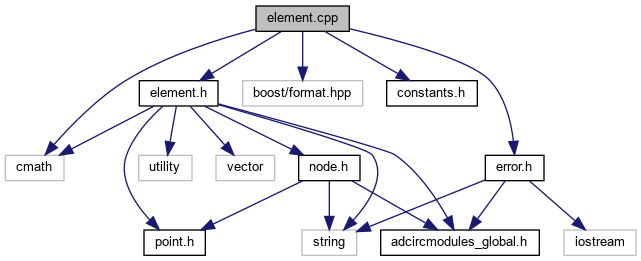 element.cpp
element.h
boost/format.hpp
constants.h
cmath
utility
vector
node.h
error.h
point.h
string
adcircmodules_global.h
iostream